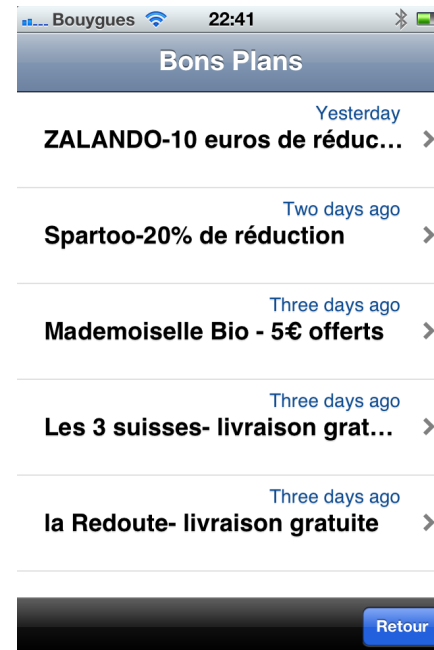 Bouygues 22:41
Bons Plans
Yesterday
ZALANDO-10 euros de réduc...
Two days ago
Spartoo-20% de réduction
Three days ago
Mademoiselle Bio - 5€ offerts
Three days ago
Les 3 suisses- livraison grat...
Three days ago
la Redoute- livraison gratuite
Retour